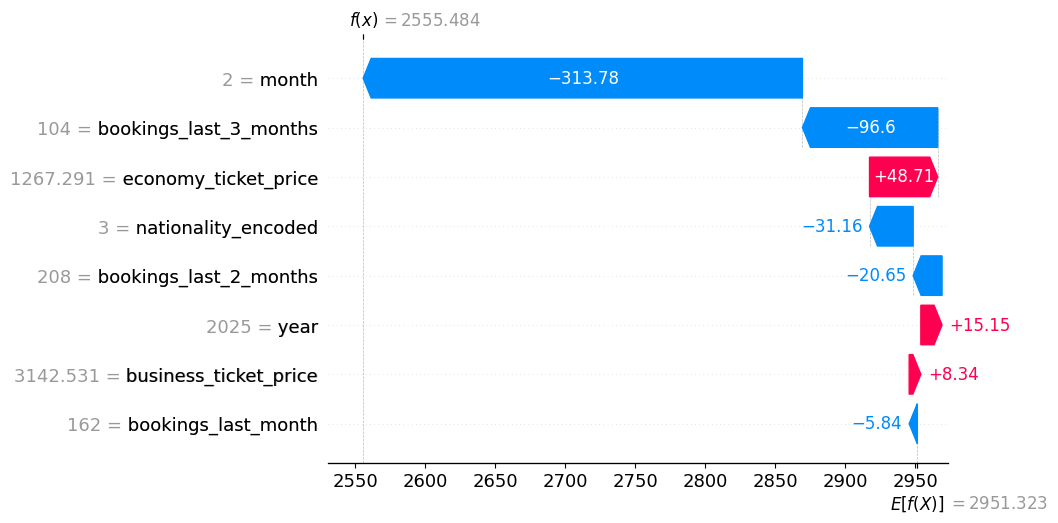 f(x) = 2555.484
2 = month −313.78
104 = bookings_last_3_months −96.6
1267.291 = economy_ticket_price +48.71
3 = nationality_encoded −31.16
208 = bookings_last_2_months −20.65
2025 = year +15.15
3142.531 = business_ticket_price +8.34
162 = bookings_last_month −5.84
2550 2600 2650 2700 2750 2800 2850 2900 2950
E[f(X)] = 2951.323